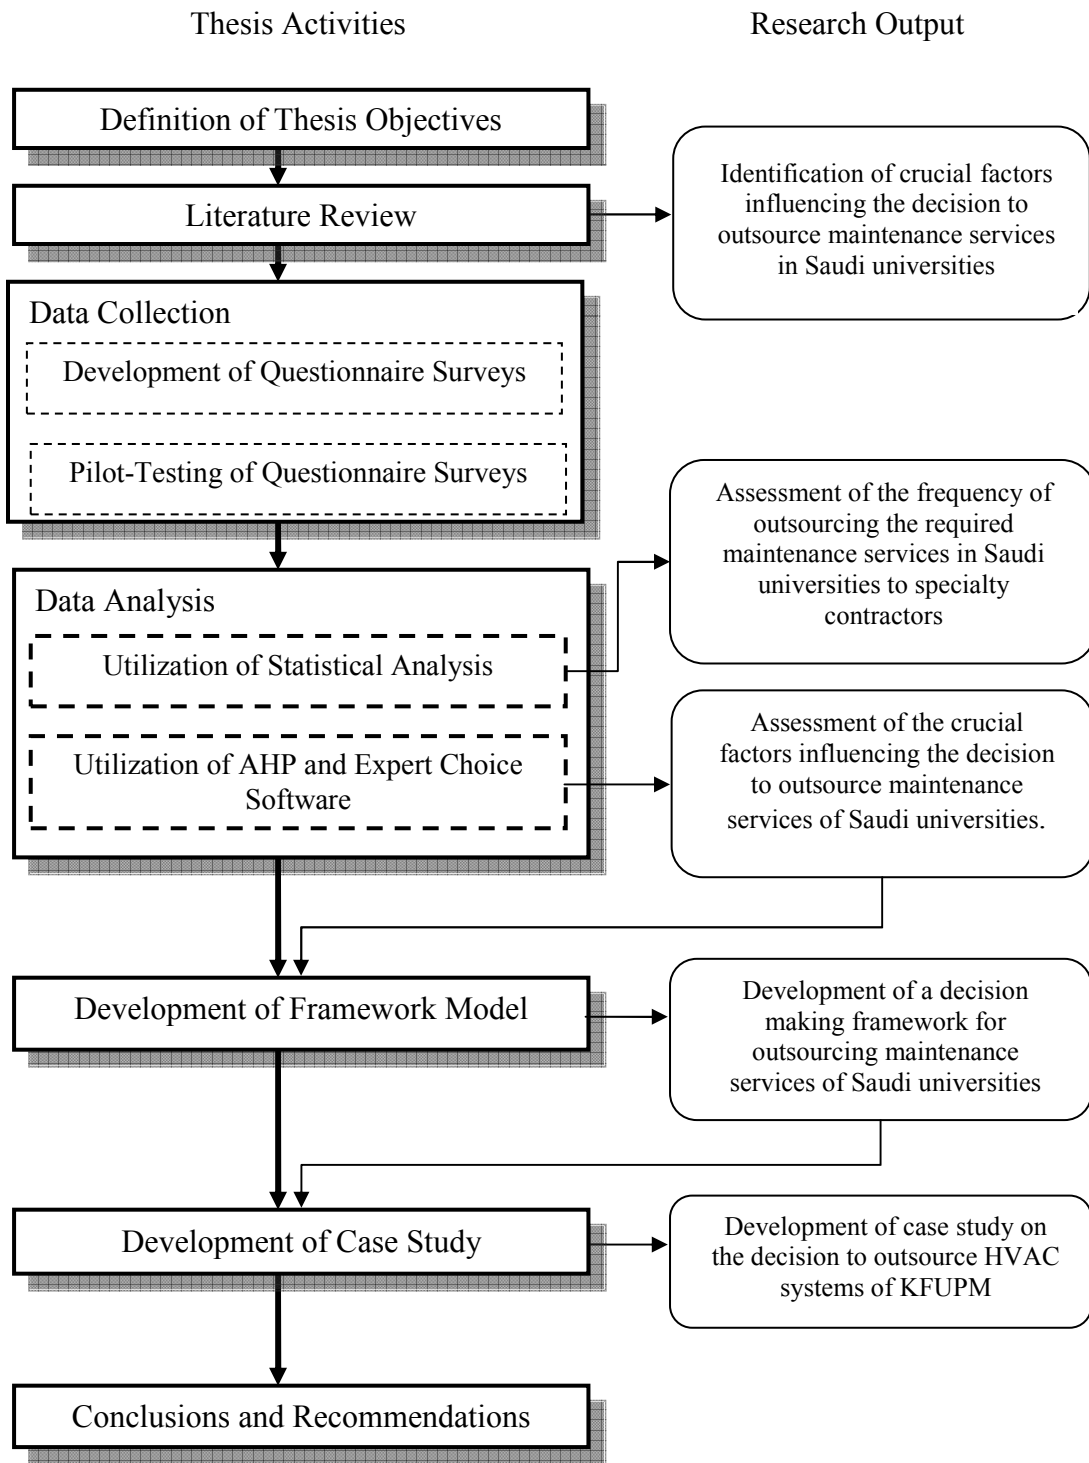 Thesis Activities
Research Output
Definition of Thesis Objectives
Literature Review
Identification of crucial factors
influencing the decision to
outsource maintenance services
in Saudi universities
Data Collection
Development of Questionnaire Surveys
Pilot-Testing of Questionnaire Surveys
Assessment of the frequency of
outsourcing the required
maintenance services in Saudi
universities to specialty
contractors
Data Analysis
Utilization of Statistical Analysis
Utilization of AHP and Expert Choice
Software
Assessment of the crucial
factors influencing the decision
to outsource maintenance
services of Saudi universities.
Development of Framework Model
Development of a decision
making framework for
outsourcing maintenance
services of Saudi universities
Development of Case Study
Development of case study on
the decision to outsource HVAC
systems of KFUPM
Conclusions and Recommendations